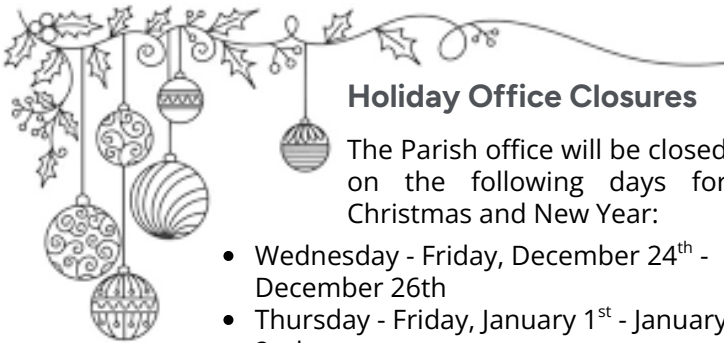 Holiday Office Closures
The Parish office will be closed
on the following days for
Christmas and New Year:
• Wednesday - Friday, December 24th -
December 26th
• Thursday - Friday, January 1st - January